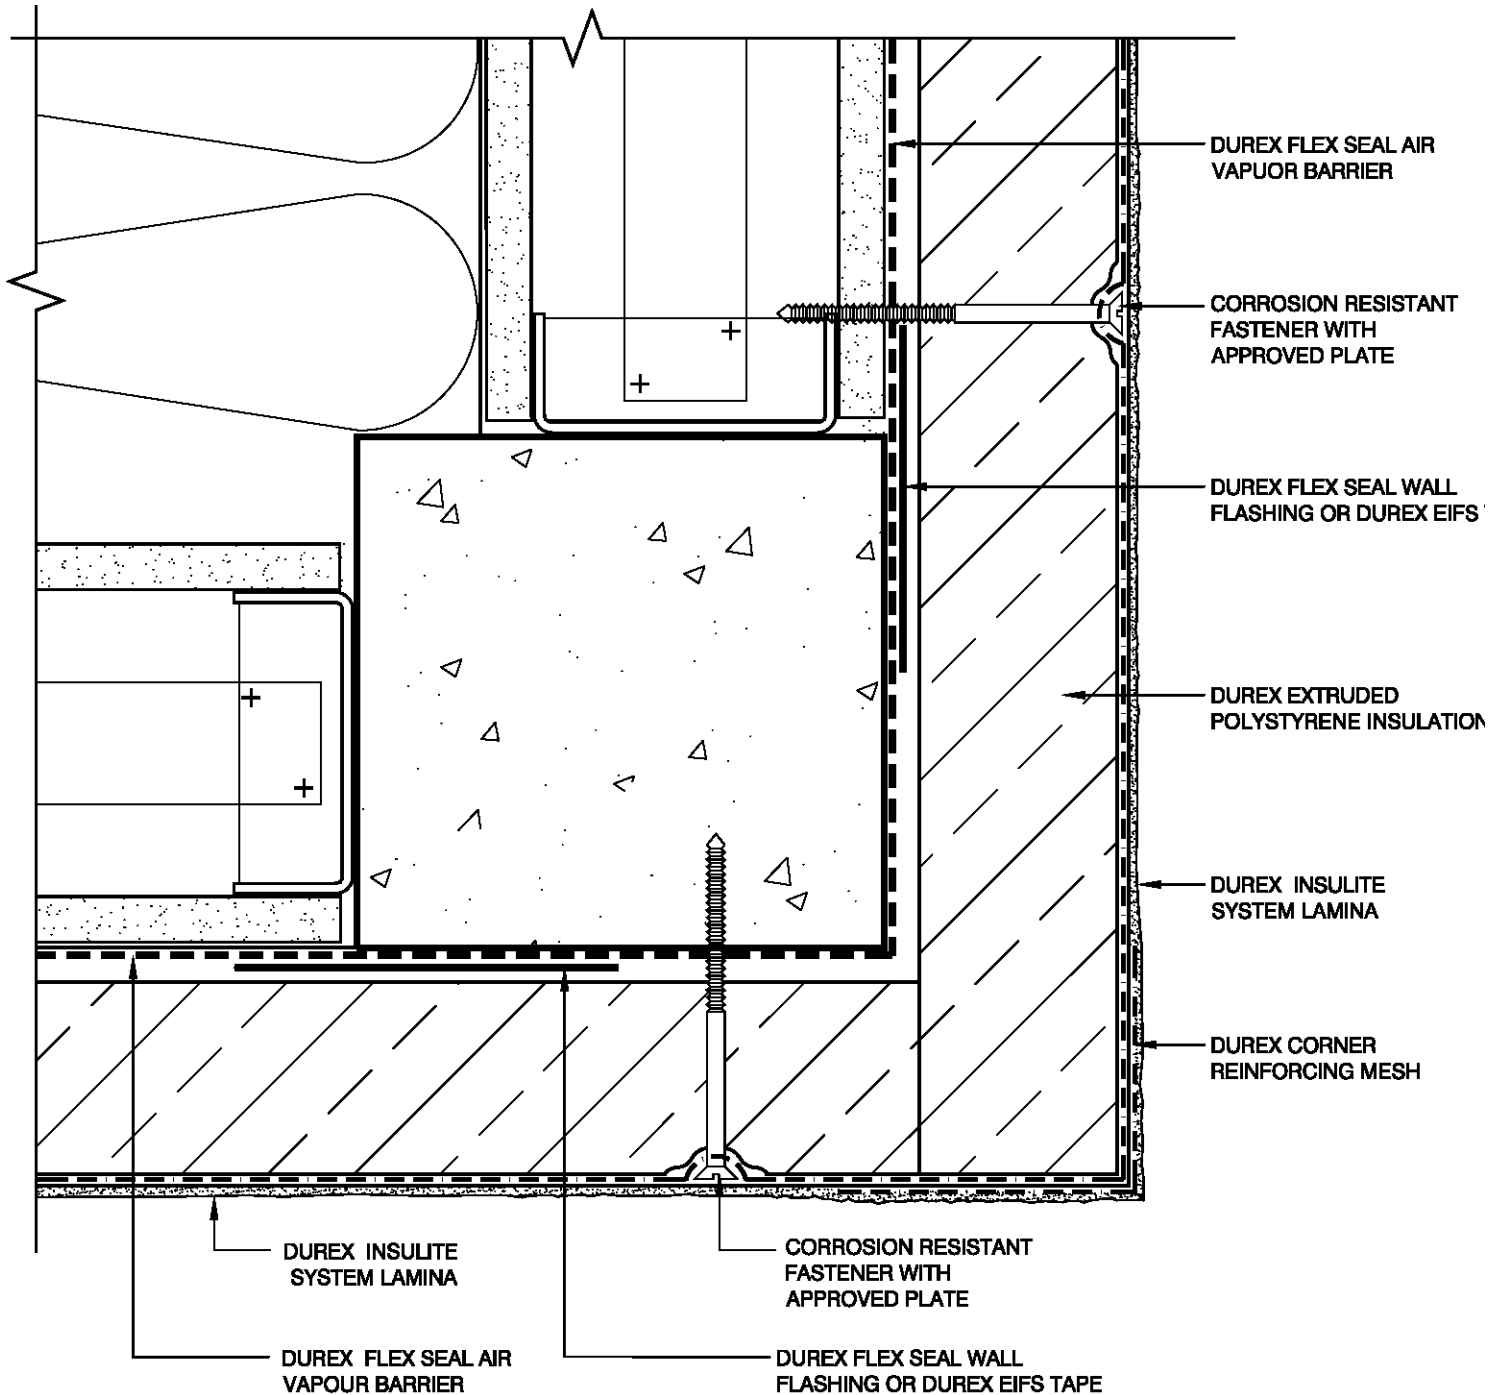 DUREX FLEX SEAL AIR
VAPUOR BARRIER
CORROSION RESISTANT
FASTENER WITH
APPROVED PLATE
DUREX FLEX SEAL WALL
FLASHING OR DUREX EIFS
DUREX EXTRUDED
POLYSTYRENE INSULATION
DUREX INSULITE
SYSTEM LAMINA
DUREX CORNER
REINFORCING MESH
DUREX INSULITE
SYSTEM LAMINA
CORROSION RESISTANT
FASTENER WITH
APPROVED PLATE
DUREX FLEX SEAL AIR
VAPOUR BARRIER
DUREX FLEX SEAL WALL
FLASHING OR DUREX EIFS TAPE